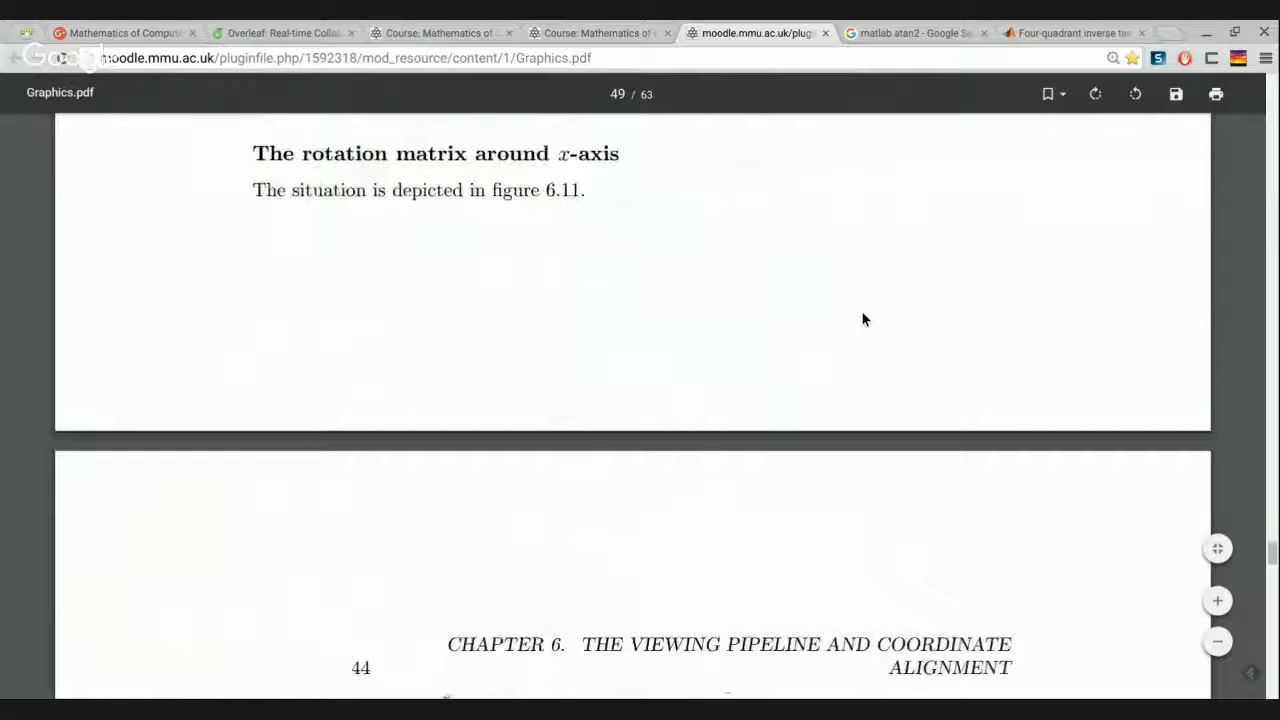 Mathematics of Compute
Overleaf: Real-time Colla
Course: Mathematics of C
Course: Mathematics of C
moodle.mmu.ac.uk/plugi
matlab atan2 - Google Se
Four-quadrant inverse tan
Google
moodle.mmu.ac.uk/pluginfile.php/1592318/mod_resource/content/1/Graphics.pdf
Graphics.pdf
49 / 63
The rotation matrix around x-axis
The situation is depicted in figure 6.11.
CHAPTER 6. THE VIEWING PIPELINE AND COORDINATE
44 ALIGNMENT